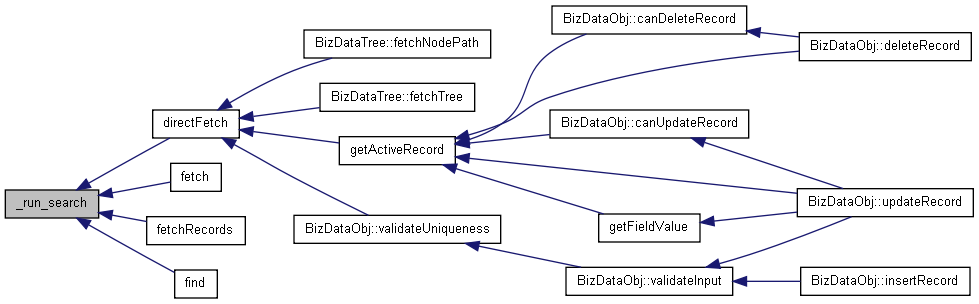 _run_search
directFetch
fetch
fetchRecords
find
BizDataTree::fetchNodePath
BizDataTree::fetchTree
getActiveRecord
BizDataObj::validateUniqueness
BizDataObj::canDeleteRecord
BizDataObj::canUpdateRecord
getFieldValue
BizDataObj::validateInput
BizDataObj::deleteRecord
BizDataObj::updateRecord
BizDataObj::insertRecord